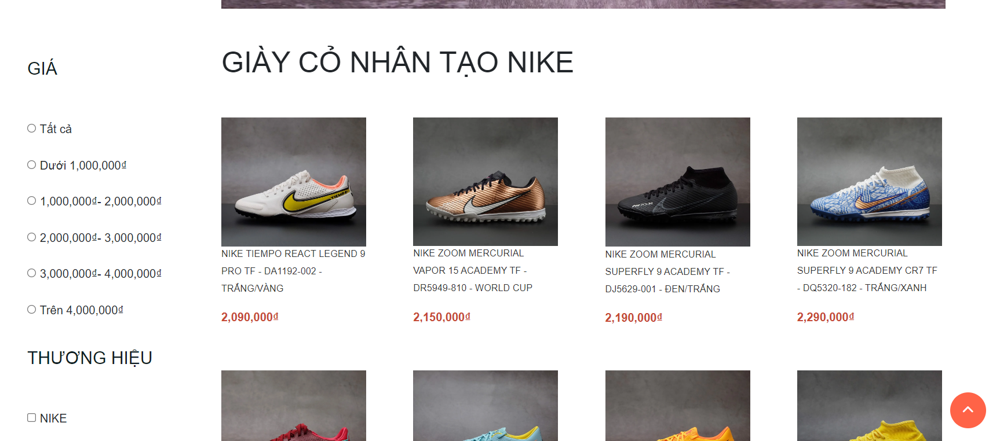 GIÁ
Tất cả
Dưới 1,000,000₫
1,000,000₫- 2,000,000₫
2,000,000₫- 3,000,000₫
3,000,000₫- 4,000,000₫
Trên 4,000,000₫
THƯƠNG HIỆU
NIKE
GIÀY CỎ NHÂN TẠO NIKE
TIEMPO
NIKE TIEMPO REACT LEGEND 9
PRO TF - DA1192-002 -
TRẮNG/VÀNG
2,090,000₫
NIKE ZOOM MERCURIAL
VAPOR 15 ACADEMY TF -
DR5949-810 - WORLD CUP
2,150,000₫
ZOOM
NIKE ZOOM MERCURIAL
SUPERFLY 9 ACADEMY TF -
DJ5629-001 - ĐEN/TRẮNG
2,190,000₫
NIKE ZOOM MERCURIAL
SUPERFLY 9 ACADEMY CR7 TF
- DQ5320-182 - TRẮNG/XANH
2,290,000₫